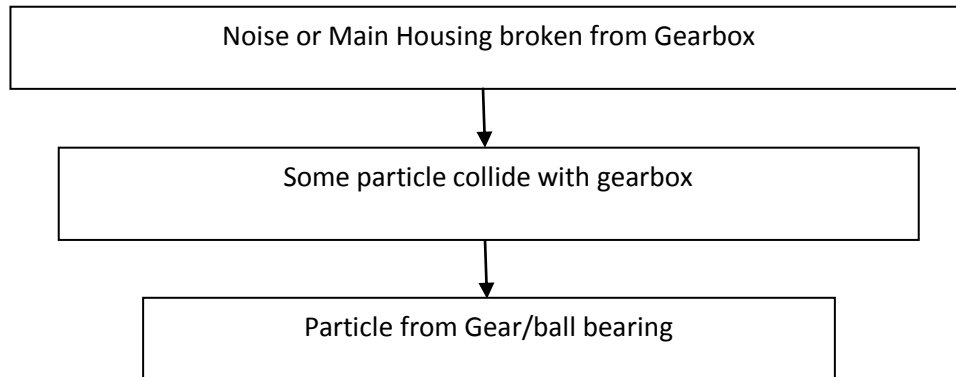 Noise or Main Housing broken from Gearbox
Some particle collide with gearbox
Particle from Gear/ball bearing